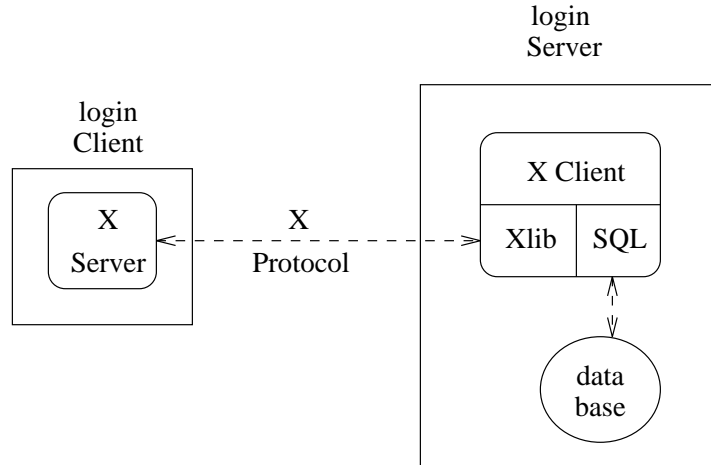 login
Server
login
Client
X Client
X
Server
X
Protocol
Xlib
SQL
data
base